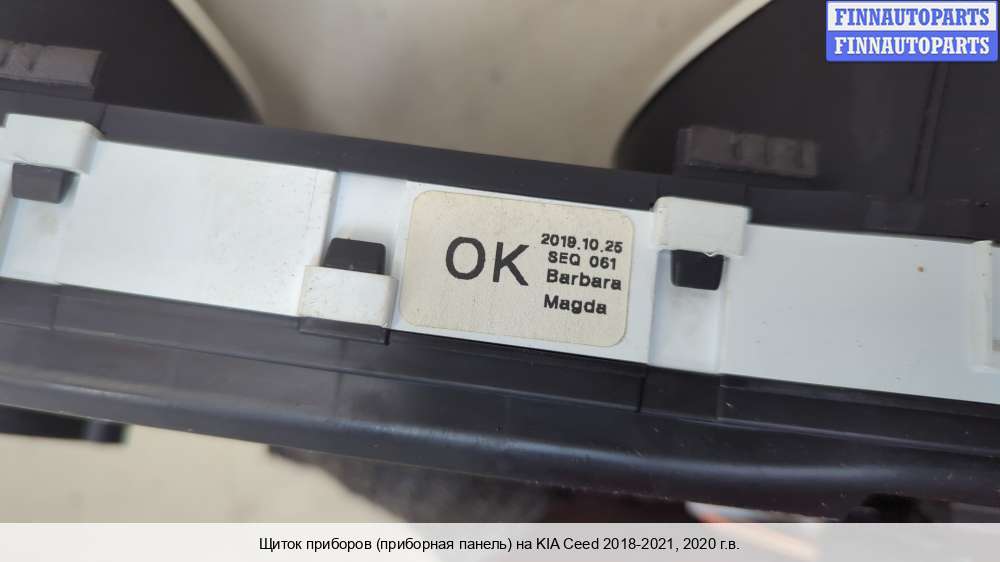 FINNAUTOPARTS
FINNAUTOPARTS
OK
2019.10.25
SEQ 061
Barbara
Magda
Щиток приборов (приборная панель) на KIA Ceed 2018-2021, 2020 г.в.